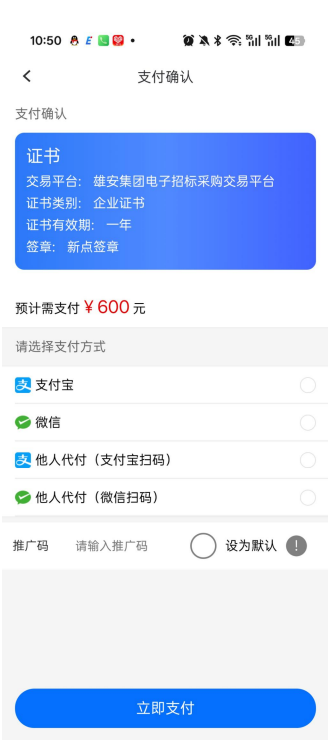 10:50
5G 5G 45
支付确认
支付确认
证书
交易平台: 雄安集团电子招标采购交易平台
证书类别: 企业证书
证书有效期: 一年
签章: 新点签章
预计需支付 ¥600 元
请选择支付方式
支付宝
微信
他人代付（支付宝扫码）
他人代付（微信扫码）
推广码 请输入推广码 设为默认 !
立即支付